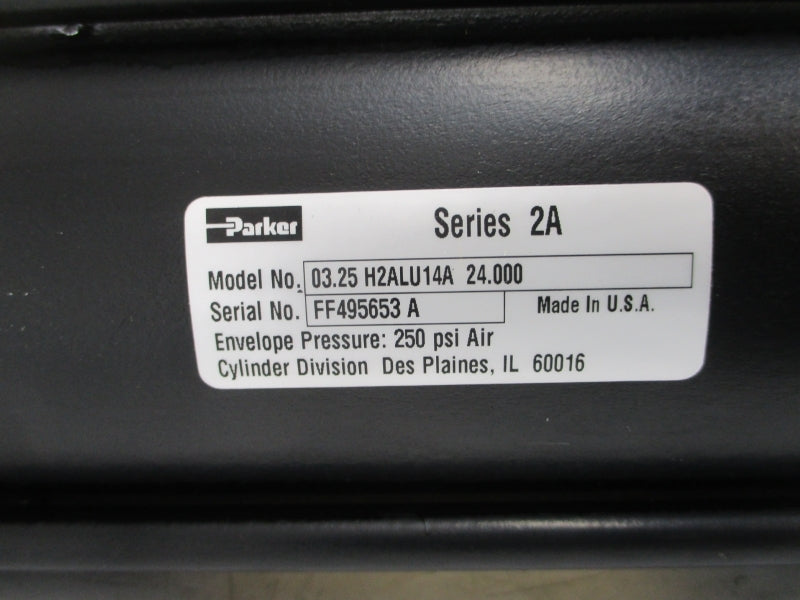 Parker Series 2A
Model No. 03.25 H2ALU14A 24.000
Serial No. FF495653 A Made In U.S.A.
Envelope Pressure: 250 psi Air
Cylinder Division Des Plaines, IL 60016